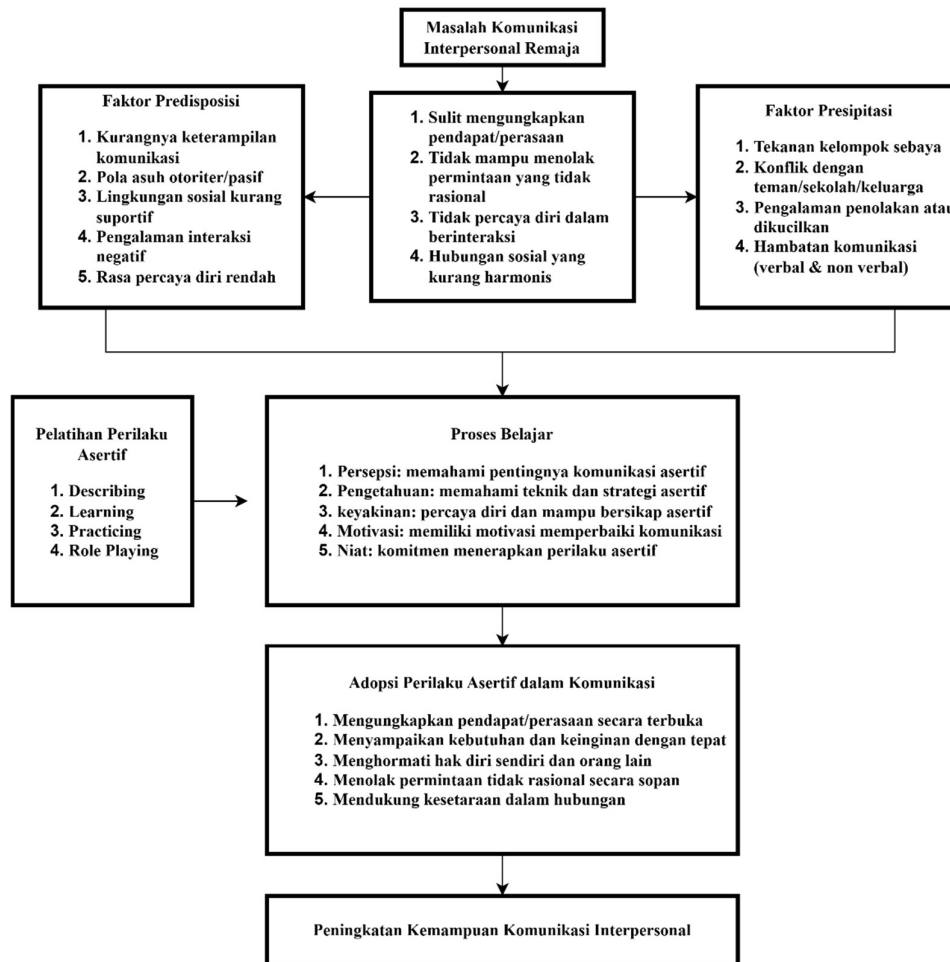 Masalah Komunikasi
Interpersonal Remaja
Faktor Predisposisi
1. Kurangnya keterampilan
komunikasi
2. Pola asuh otoriter/pasif
3. Lingkungan sosial kurang
suportif
4. Pengalaman interaksi
negatif
5. Rasa percaya diri rendah
1. Sulit mengungkapkan
pendapat/perasaan
2. Tidak mampu menolak
permintaan yang tidak
rasional
3. Tidak percaya diri dalam
berinteraksi
4. Hubungan sosial yang
kurang harmonis
Faktor Presipitasi
1. Tekanan kelompok sebaya
2. Konflik dengan
teman/sekolah/keluarga
3. Pengalaman penolakan atau
dikucilkan
4. Hambatan komunikasi
(verbal & non verbal)
Pelatihan Perilaku
Asertif
1. Describing
2. Learning
3. Practicing
4. Role Playing
Proses Belajar
1. Persepsi: memahami pentingnya komunikasi asertif
2. Pengetahuan: memahami teknik dan strategi asertif
3. keyakinan: percaya diri dan mampu bersikap asertif
4. Motivasi: memiliki motivasi memperbaiki komunikasi
5. Niat: komitmen menerapkan perilaku asertif
Adopsi Perilaku Asertif dalam Komunikasi
1. Mengungkapkan pendapat/perasaan secara terbuka
2. Menyampaikan kebutuhan dan keinginan dengan tepat
3. Menghormati hak diri sendiri dan orang lain
4. Menolak permintaan tidak rasional secara sopan
5. Mendukung kesetaraan dalam hubungan
Peningkatan Kemampuan Komunikasi Interpersonal